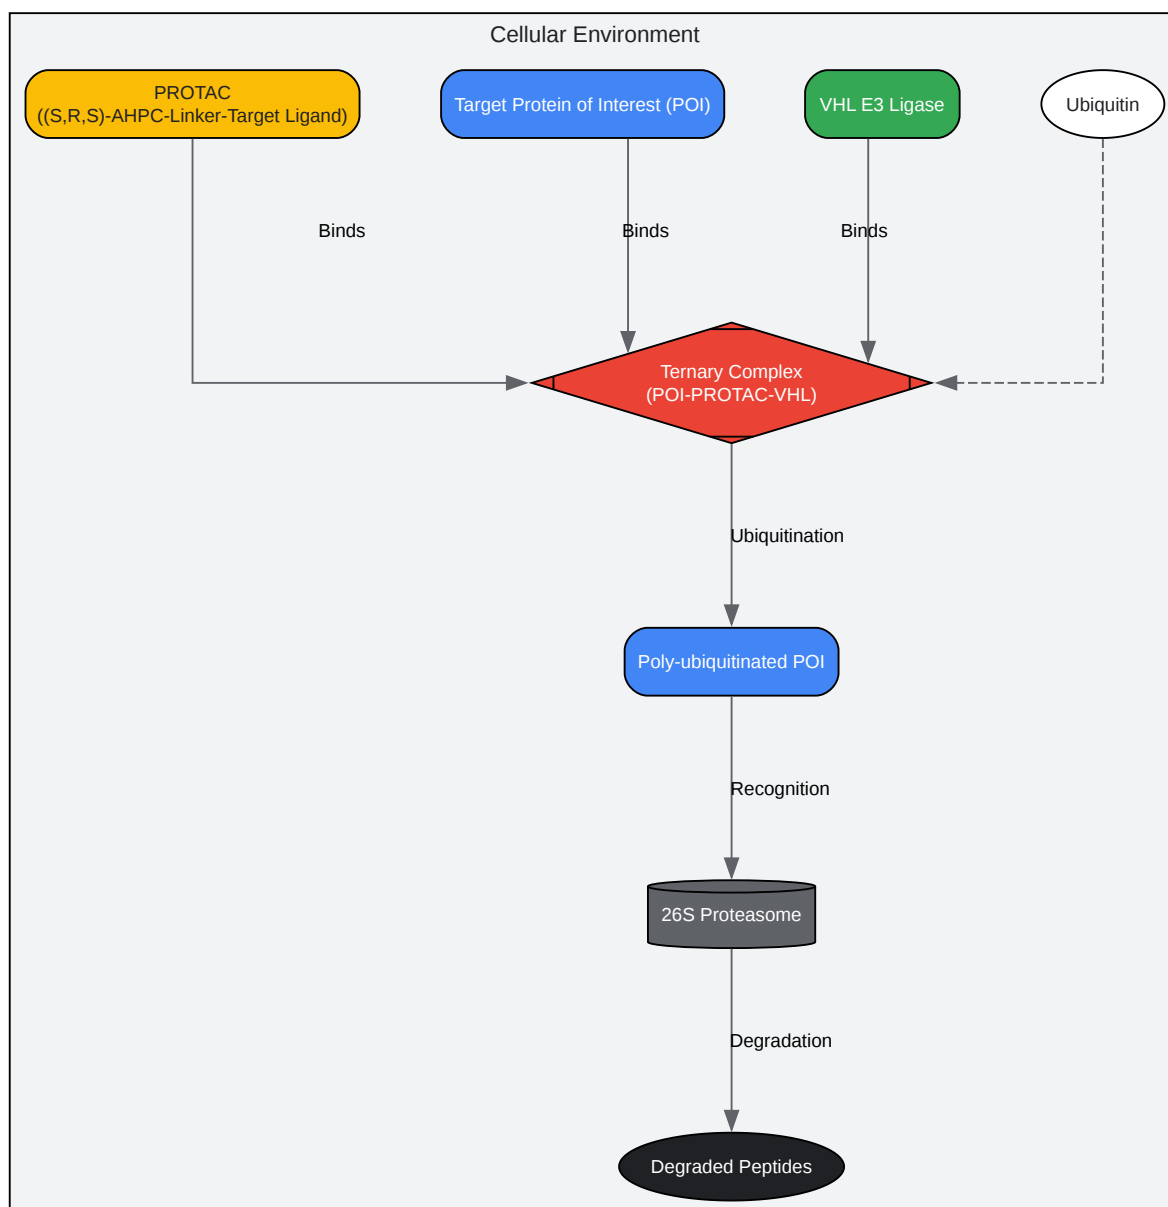 Cellular Environment
PROTAC
((S,R,S)-AHPC-Linker-Target Ligand)
Target Protein of Interest (POI)
VHL E3 Ligase
Ubiquitin
Binds
Binds
Binds
Ternary Complex
(POI-PROTAC-VHL)
Ubiquitination
Poly-ubiquitinated POI
Recognition
26S Proteasome
Degradation
Degraded Peptides